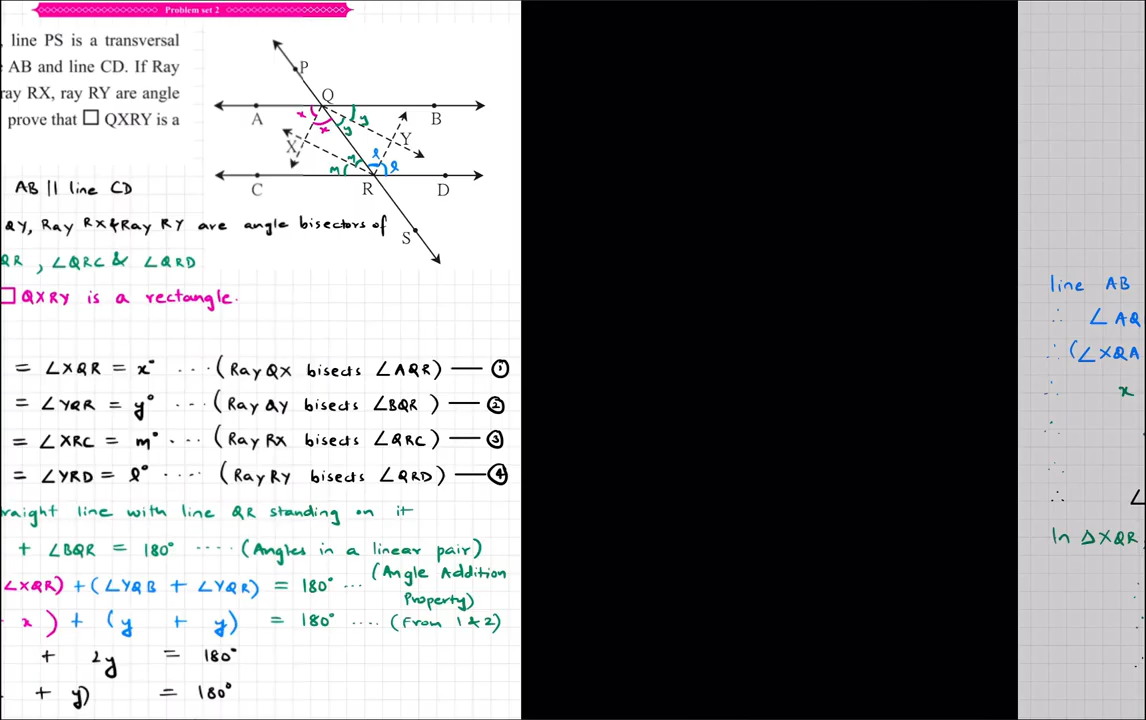 Problem set 2
, line PS is a transversal
AB and line CD. If Ray
ray RX, ray RY are angle
prove that □ QXRY is a
P
Q
A
B
x
x
y
y
X
Y
m
m
l
l
C
R
D
S
AB || line CD
QY, Ray RX & Ray RY are angle bisectors of
QR , ∠QRC & ∠QRD
□ QXRY is a rectangle.
= ∠XQR = x° ... (Ray QX bisects ∠AQR) — ①
= ∠YQR = y° ... (Ray QY bisects ∠BQR ) — ②
= ∠XRC = m° ... (Ray RX bisects ∠QRC) — ③
= ∠YRD = l° .... (Ray RY bisects ∠QRD) — ④
raight line with line QR standing on it
+ ∠BQR = 180° .... (Angles in a linear pair)
∠XQR) + (∠YQB + ∠YQR) = 180° ... (Angle Addition Property)
x ) + (y + y) = 180° .... (From 1 & 2)
+ 2y = 180°
+ y) = 180°
line AB
∴ ∠AQ
∴ (∠XQA
∴ x
∴
∴
∴ ∠
In ΔXQR